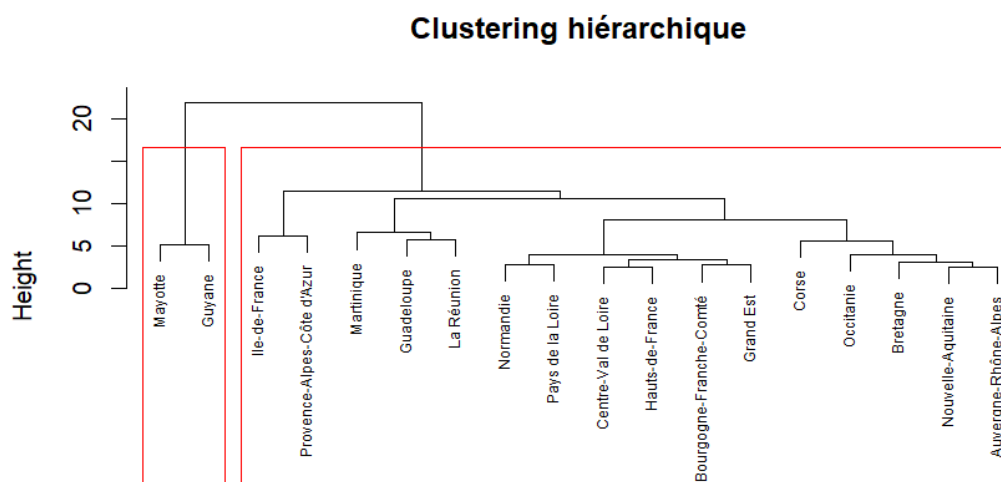 Clustering hiérarchique
Height
20
10
5
0
Mayotte
Guyane
Ile-de-France
Provence-Alpes-Côte d'Azur
Martinique
Guadeloupe
La Réunion
Normandie
Pays de la Loire
Centre-Val de Loire
Hauts-de-France
Bourgogne-Franche-Comté
Grand Est
Corse
Occitanie
Bretagne
Nouvelle-Aquitaine
Auvergne-Rhône-Alpes